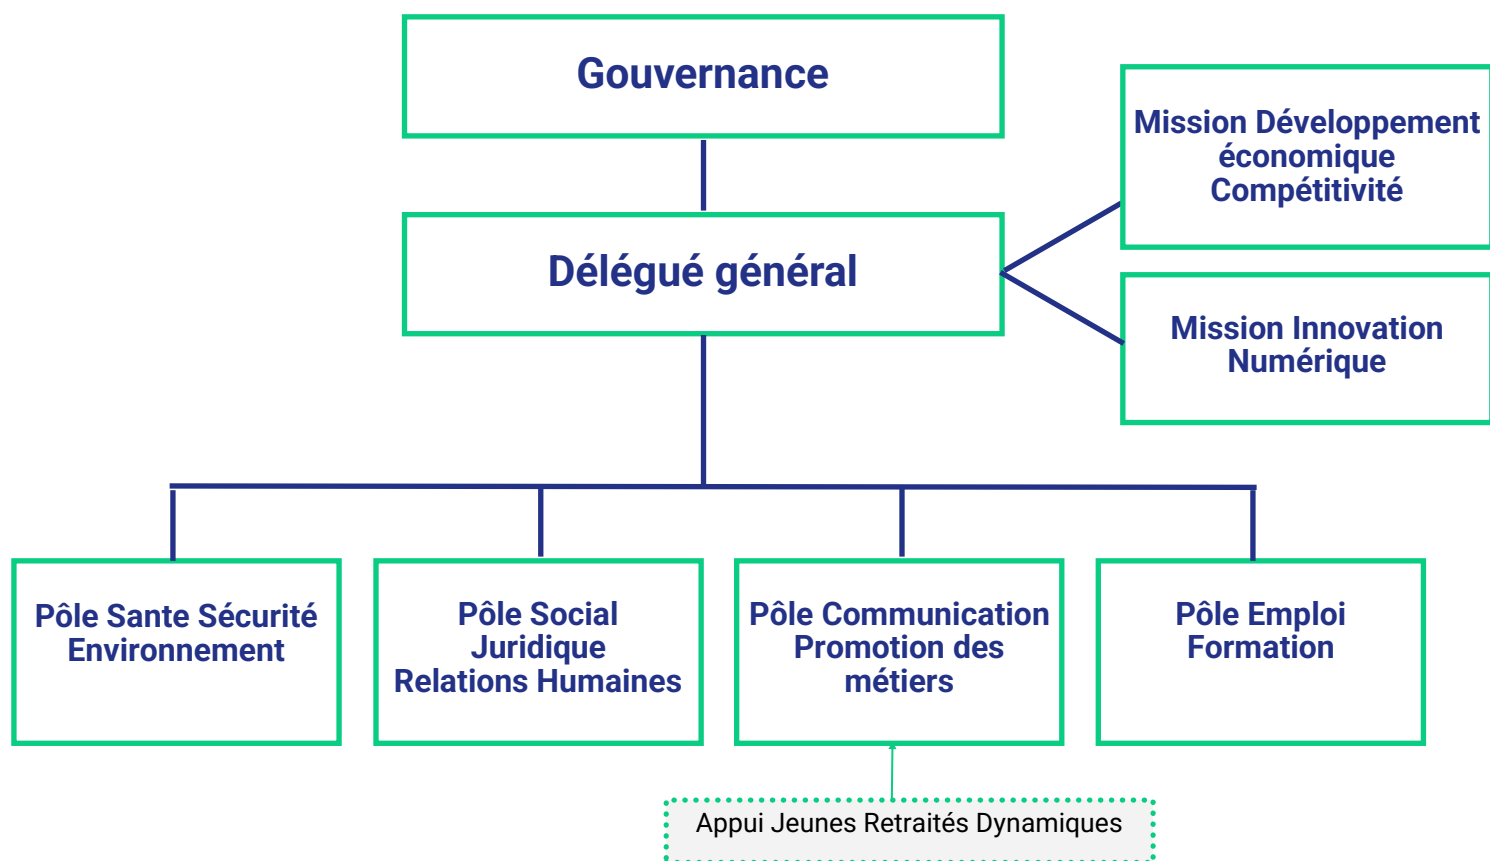 Gouvernance
Mission Développement
économique
Compétitivité
Délégué général
Mission Innovation
Numérique
Pôle Sante Sécurité
Environnement
Pôle Social
Juridique
Relations Humaines
Pôle Communication
Promotion des
métiers
Pôle Emploi
Formation
Appui Jeunes Retraités Dynamiques